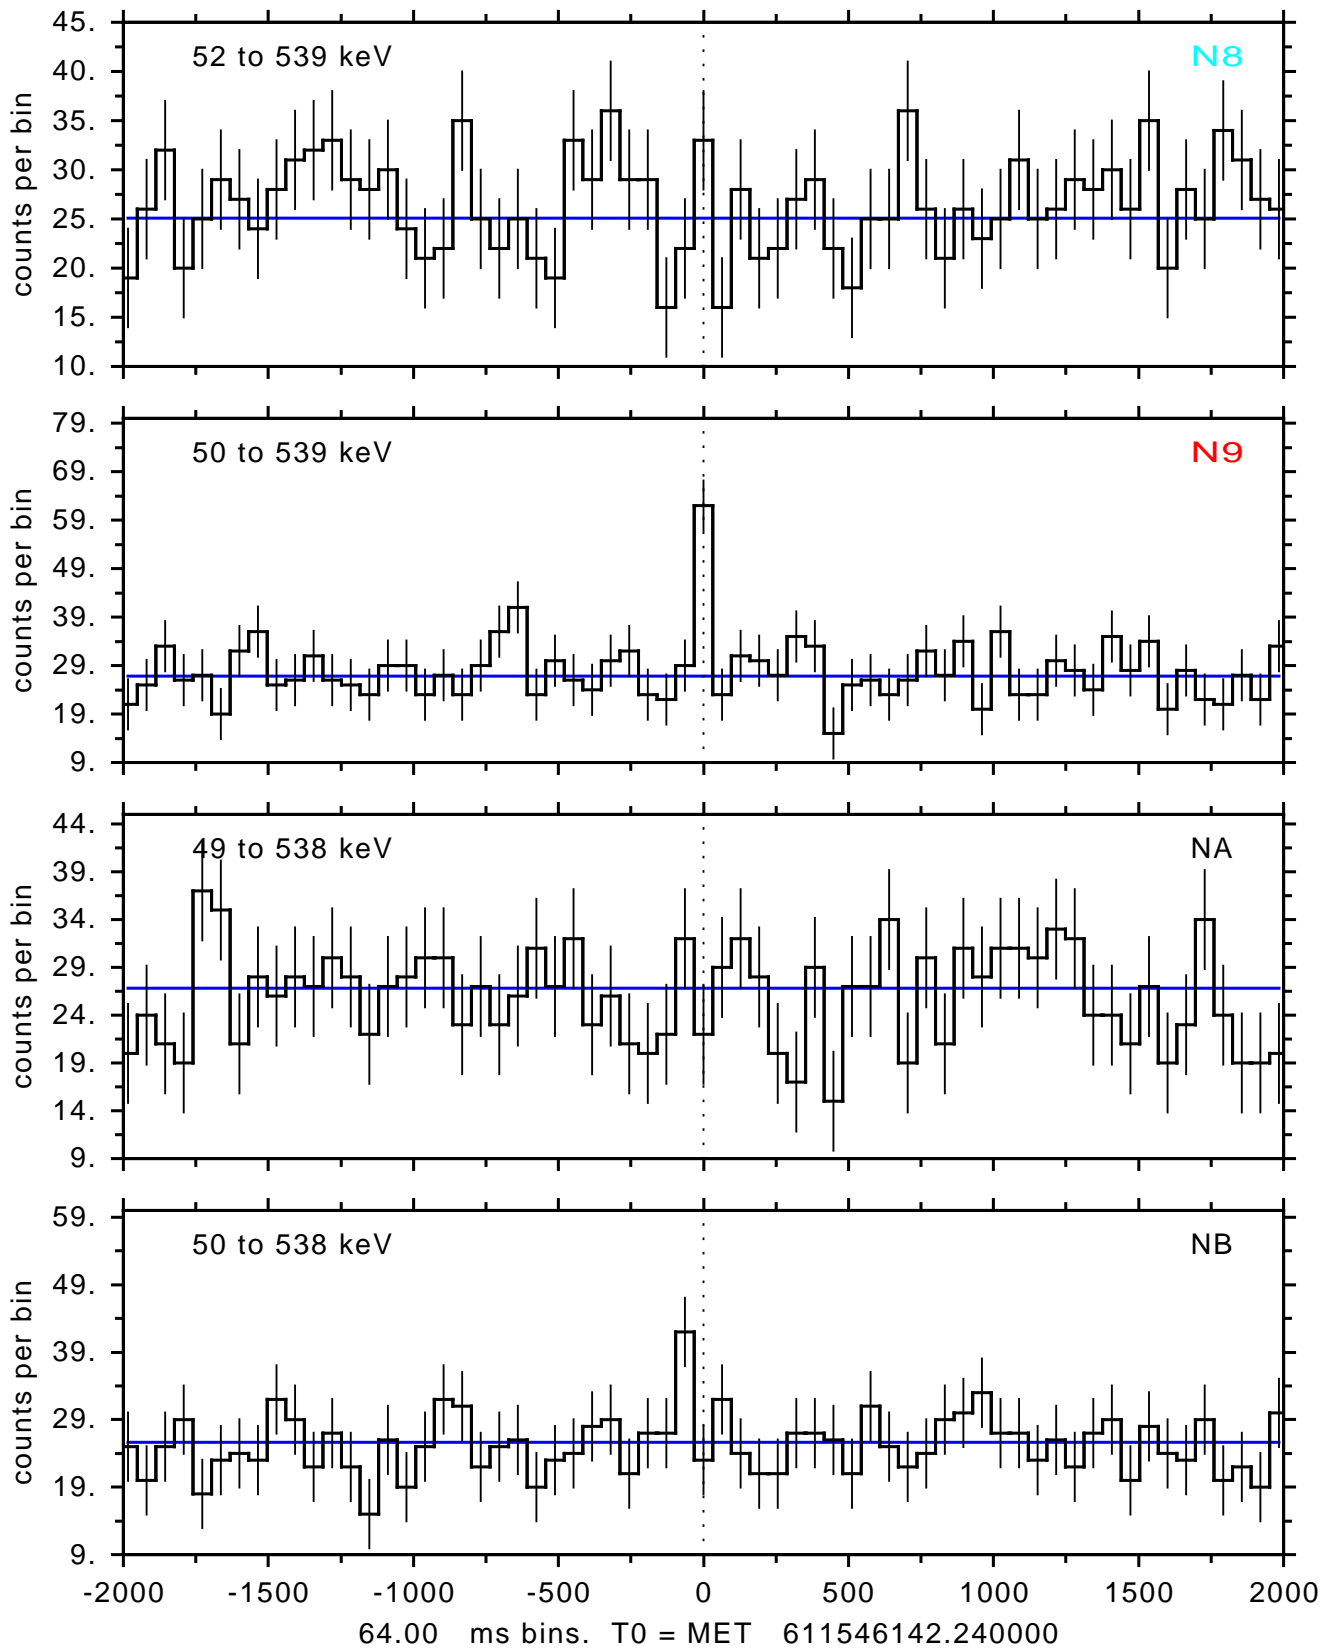 45.
40.
35.
30.
25.
20.
15.
10.
counts per bin
52 to 539 keV
N8
79.
69.
59.
49.
39.
29.
19.
9.
counts per bin
50 to 539 keV
N9
44.
39.
34.
29.
24.
19.
14.
9.
counts per bin
49 to 538 keV
NA
59.
49.
39.
29.
19.
9.
counts per bin
50 to 538 keV
NB
-2000 -1500 -1000 -500 0 500 1000 1500 2000
64.00 ms bins. T0 = MET 611546142.240000